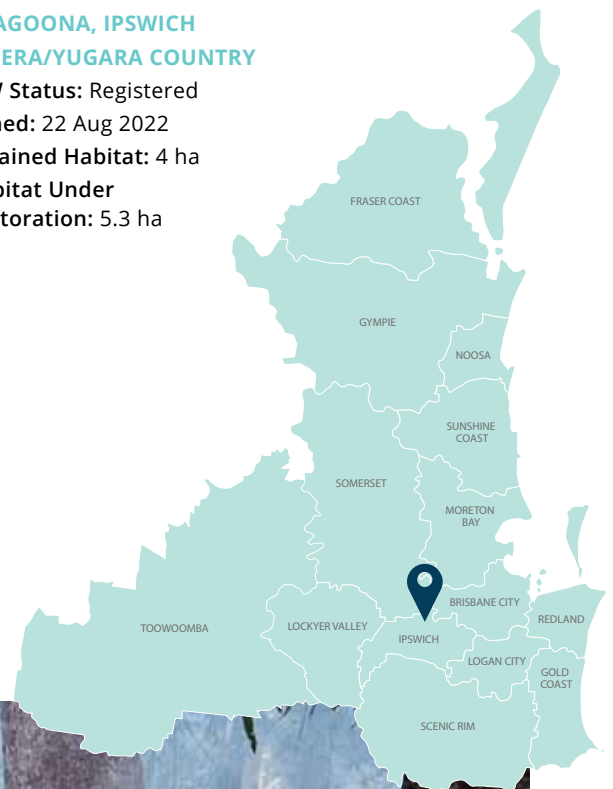 AGOONA, IPSWICH
ERA/YUGARA COUNTRY
Status: Registered
ed: 22 Aug 2022
ained Habitat: 4 ha
bitat Under
toration: 5.3 ha
FRASER COAST
GYMPIE
NOOSA
SUNSHINE
COAST
SOMERSET
MORETON
BAY
BRISBANE CITY
REDLAND
TOOWOOMBA
LOCKYER VALLEY
IPSWICH
LOGAN CITY
GOLD
COAST
SCENIC RIM